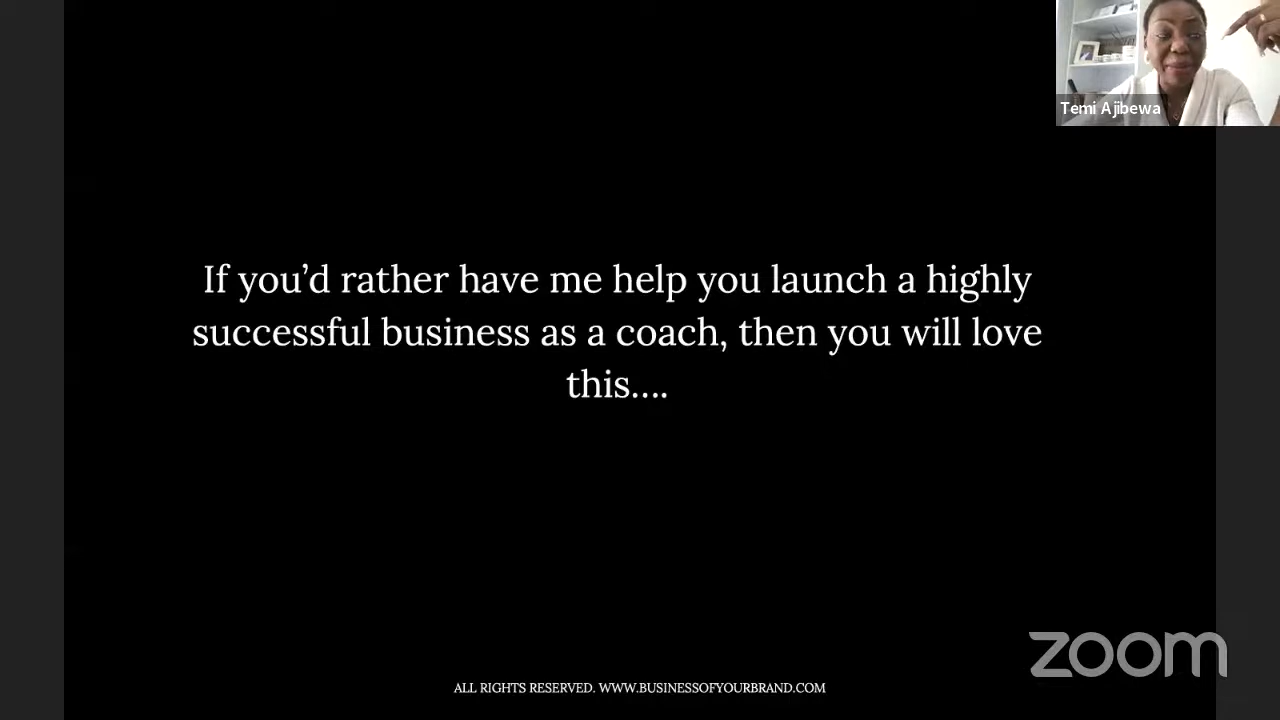 Temi Ajibewa
If you’d rather have me help you launch a highly
successful business as a coach, then you will love
this....
zoom
ALL RIGHTS RESERVED. WWW.BUSINESSOFYOURBRAND.COM